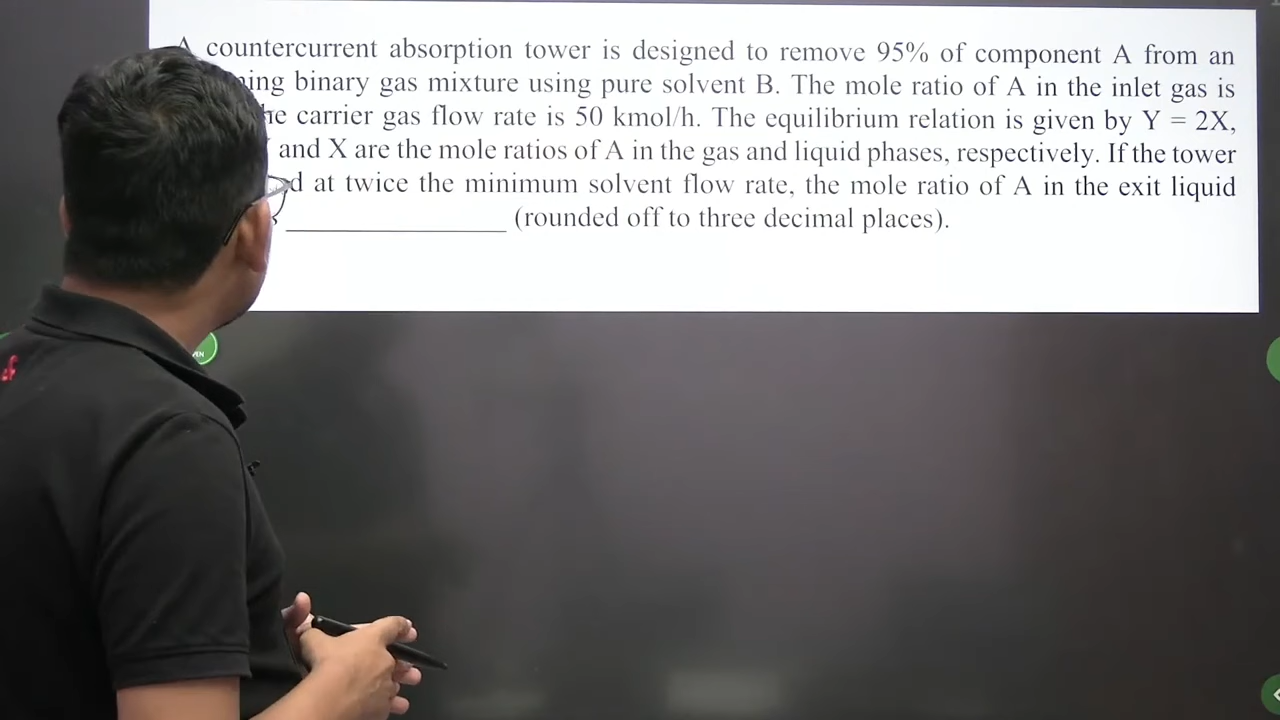 A countercurrent absorption tower is designed to remove 95% of component A from an
binary gas mixture using pure solvent B. The mole ratio of A in the inlet gas is
carrier gas flow rate is 50 kmol/h. The equilibrium relation is given by Y = 2X,
and X are the mole ratios of A in the gas and liquid phases, respectively. If the tower
at twice the minimum solvent flow rate, the mole ratio of A in the exit liquid
________________ (rounded off to three decimal places).